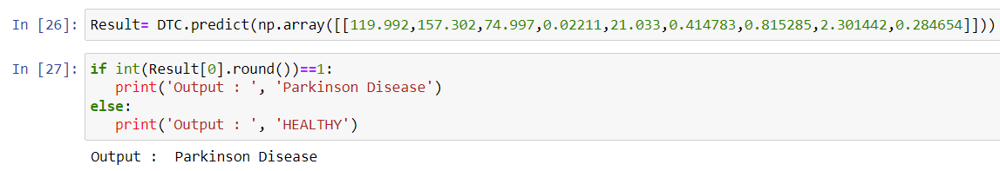 In [26]: Result= DTC.predict(np.array([[119.992,157.302,74.997,0.02211,21.033,0.414783,0.815285,2.301442,0.284654]]))
In [27]: if int(Result[0].round())==1:
print('Output : ', 'Parkinson Disease')
else:
print('Output : ', 'HEALTHY')
Output :  Parkinson Disease